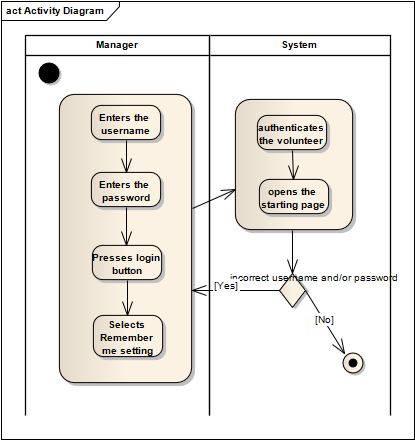 act Activity Diagram
Manager
System
Enters the
username
Enters the
password
Presses login
button
Selects
Remember
me setting
authenticates
the volunteer
opens the
starting page
incorrect username and/or password
[Yes]
[No]